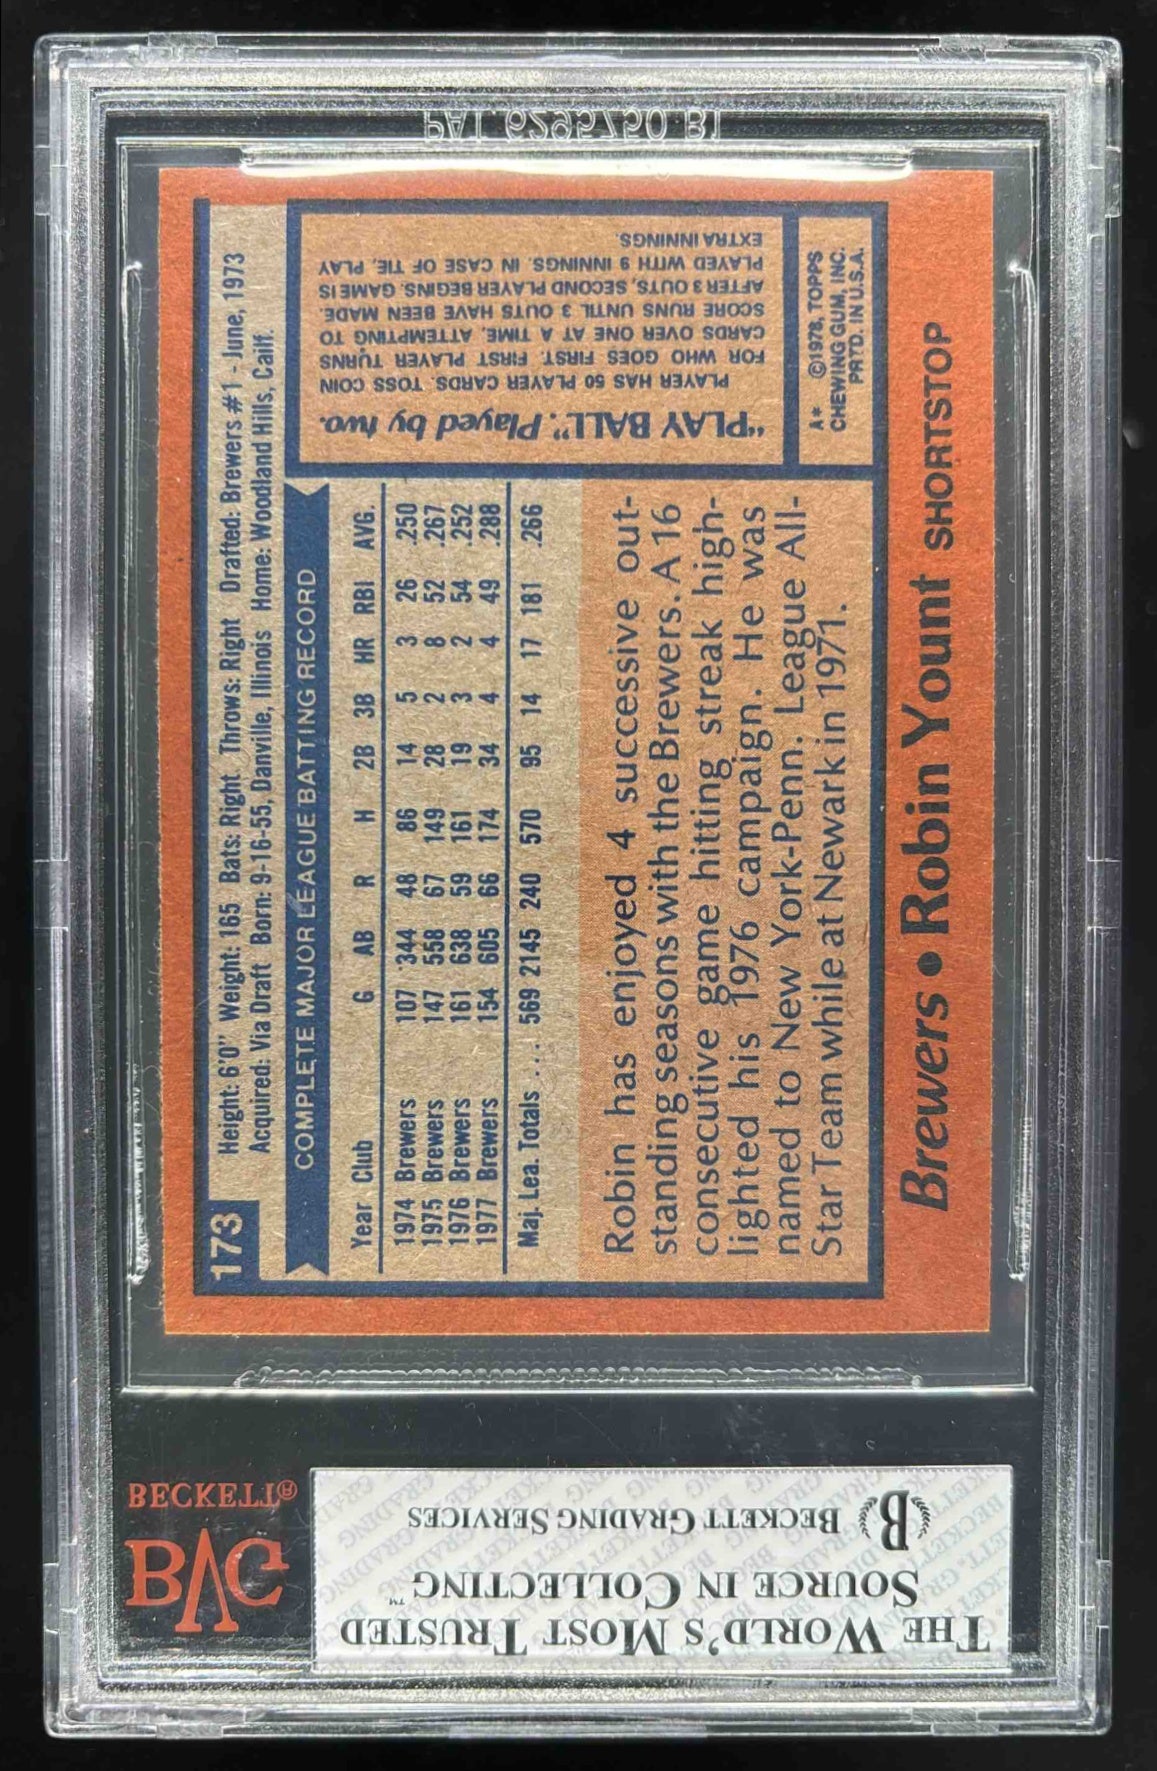 173
Height: 6'0" Weight: 165 Bats: Right Throws: Right Drafted: Brewers #1 - June, 1973
Acquired: Via Draft Born: 9-16-55, Danville, Illinois Home: Woodland Hills, Calif.
COMPLETE MAJOR LEAGUE BATTING RECORD
Year Club G AB R H 2B 3B HR RBI AVG.
1974 Brewers 107 344 48 86 14 5 3 26 .250
1975 Brewers 147 558 67 149 28 2 8 52 .267
1976 Brewers 161 638 59 161 19 3 2 54 .252
1977 Brewers 154 605 66 174 34 4 4 49 .288
Maj. Lea. Totals .... 569 2145 240 570 95 14 17 181 .266
Robin has enjoyed 4 successive out-
standing seasons with the Brewers. A 16
consecutive game hitting streak high-
lighted his 1976 campaign. He was
named to New York-Penn. League All-
Star Team while at Newark in 1971.
"PLAY BALL". Played by two.
PLAYER HAS 50 PLAYER CARDS. TOSS COIN
FOR WHO GOES FIRST. FIRST PLAYER TURNS
CARDS OVER ONE AT A TIME, ATTEMPTING TO
SCORE RUNS UNTIL 3 OUTS HAVE BEEN MADE.
AFTER 3 OUTS, SECOND PLAYER BEGINS. GAME IS
PLAYED WITH 9 INNINGS. IN CASE OF TIE, PLAY
EXTRA INNINGS.
A* ©1978, TOPPS
CHEWING GUM, INC.
PRTD. IN U.S.A.
Brewers • Robin Yount SHORTSTOP
PAT. 6295750 B1
BECKETT®
BVG
THE WORLD'S MOST TRUSTED
SOURCE IN COLLECTING™
B BECKETT GRADING SERVICES